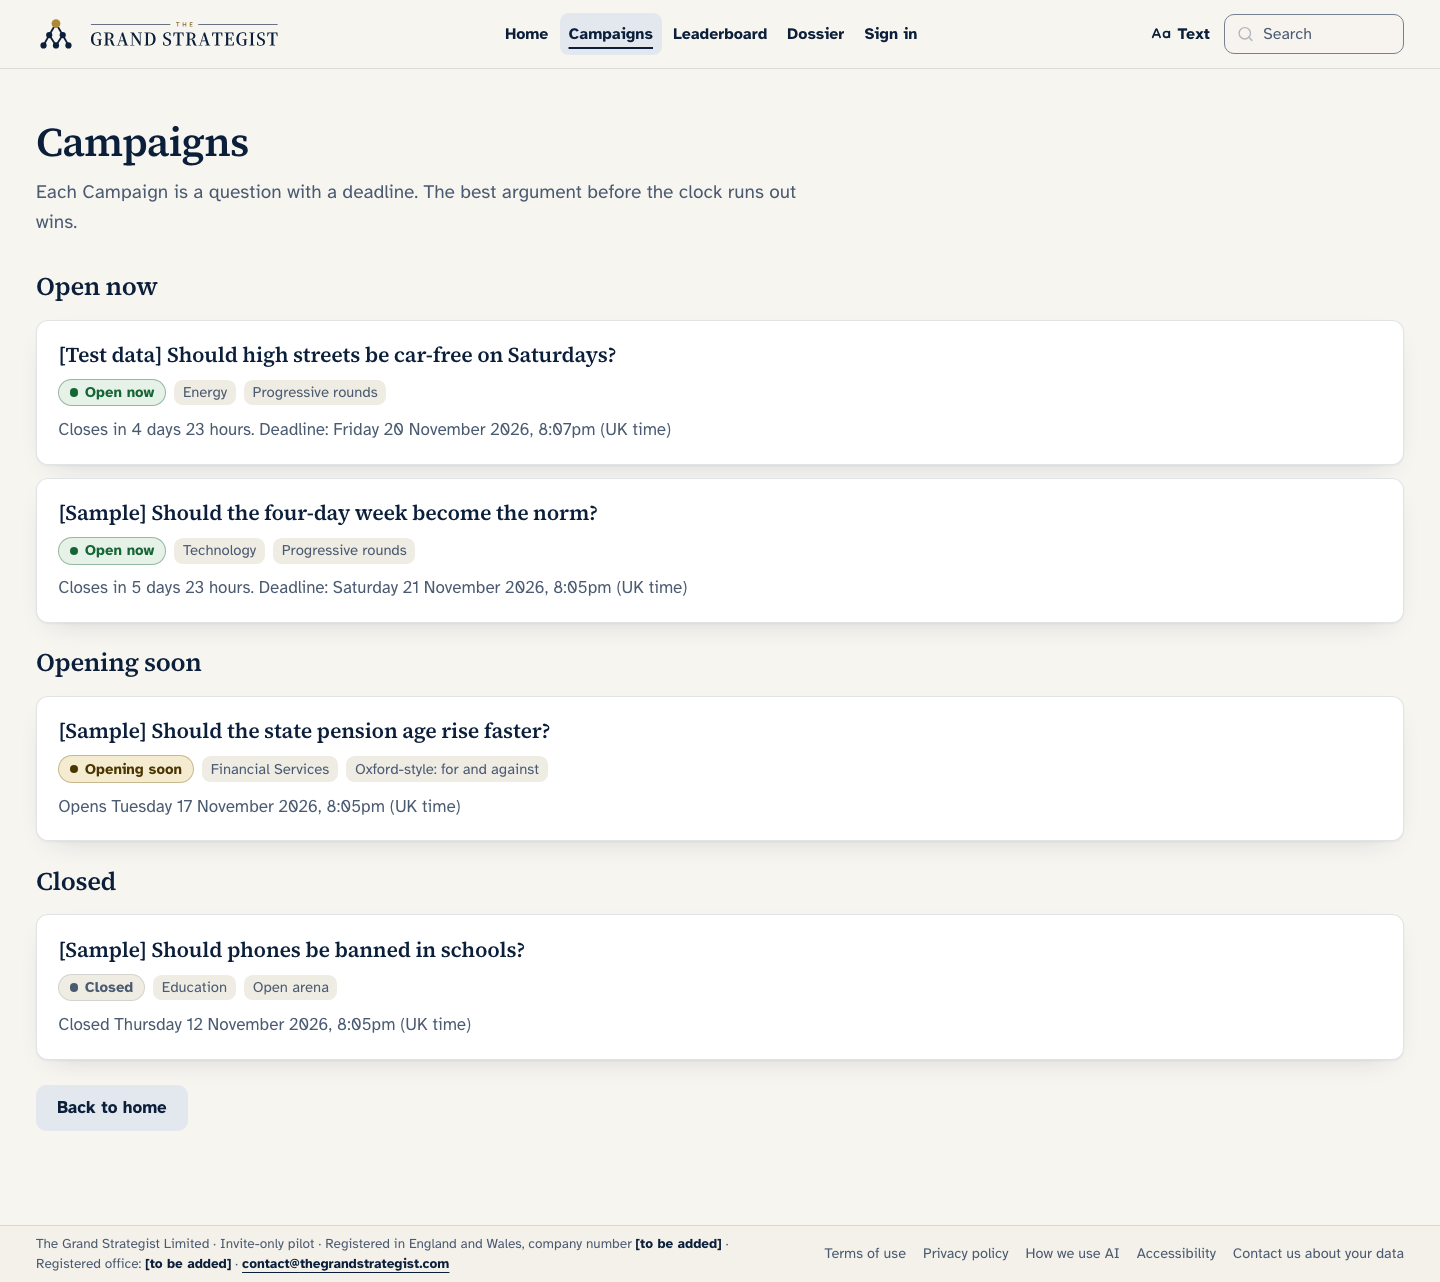 THE
GRAND STRATEGIST
Home
Campaigns
Leaderboard
Dossier
Sign in
Aa Text
Search
Campaigns
Each Campaign is a question with a deadline. The best argument before the clock runs out
wins.
Open now
[Test data] Should high streets be car-free on Saturdays?
Open now
Energy
Progressive rounds
Closes in 4 days 23 hours. Deadline: Friday 20 November 2026, 8:07pm (UK time)
[Sample] Should the four-day week become the norm?
Open now
Technology
Progressive rounds
Closes in 5 days 23 hours. Deadline: Saturday 21 November 2026, 8:05pm (UK time)
Opening soon
[Sample] Should the state pension age rise faster?
Opening soon
Financial Services
Oxford-style: for and against
Opens Tuesday 17 November 2026, 8:05pm (UK time)
Closed
[Sample] Should phones be banned in schools?
Closed
Education
Open arena
Closed Thursday 12 November 2026, 8:05pm (UK time)
Back to home
The Grand Strategist Limited · Invite-only pilot · Registered in England and Wales, company number [to be added] ·
Registered office: [to be added] · contact@thegrandstrategist.com
Terms of use
Privacy policy
How we use AI
Accessibility
Contact us about your data